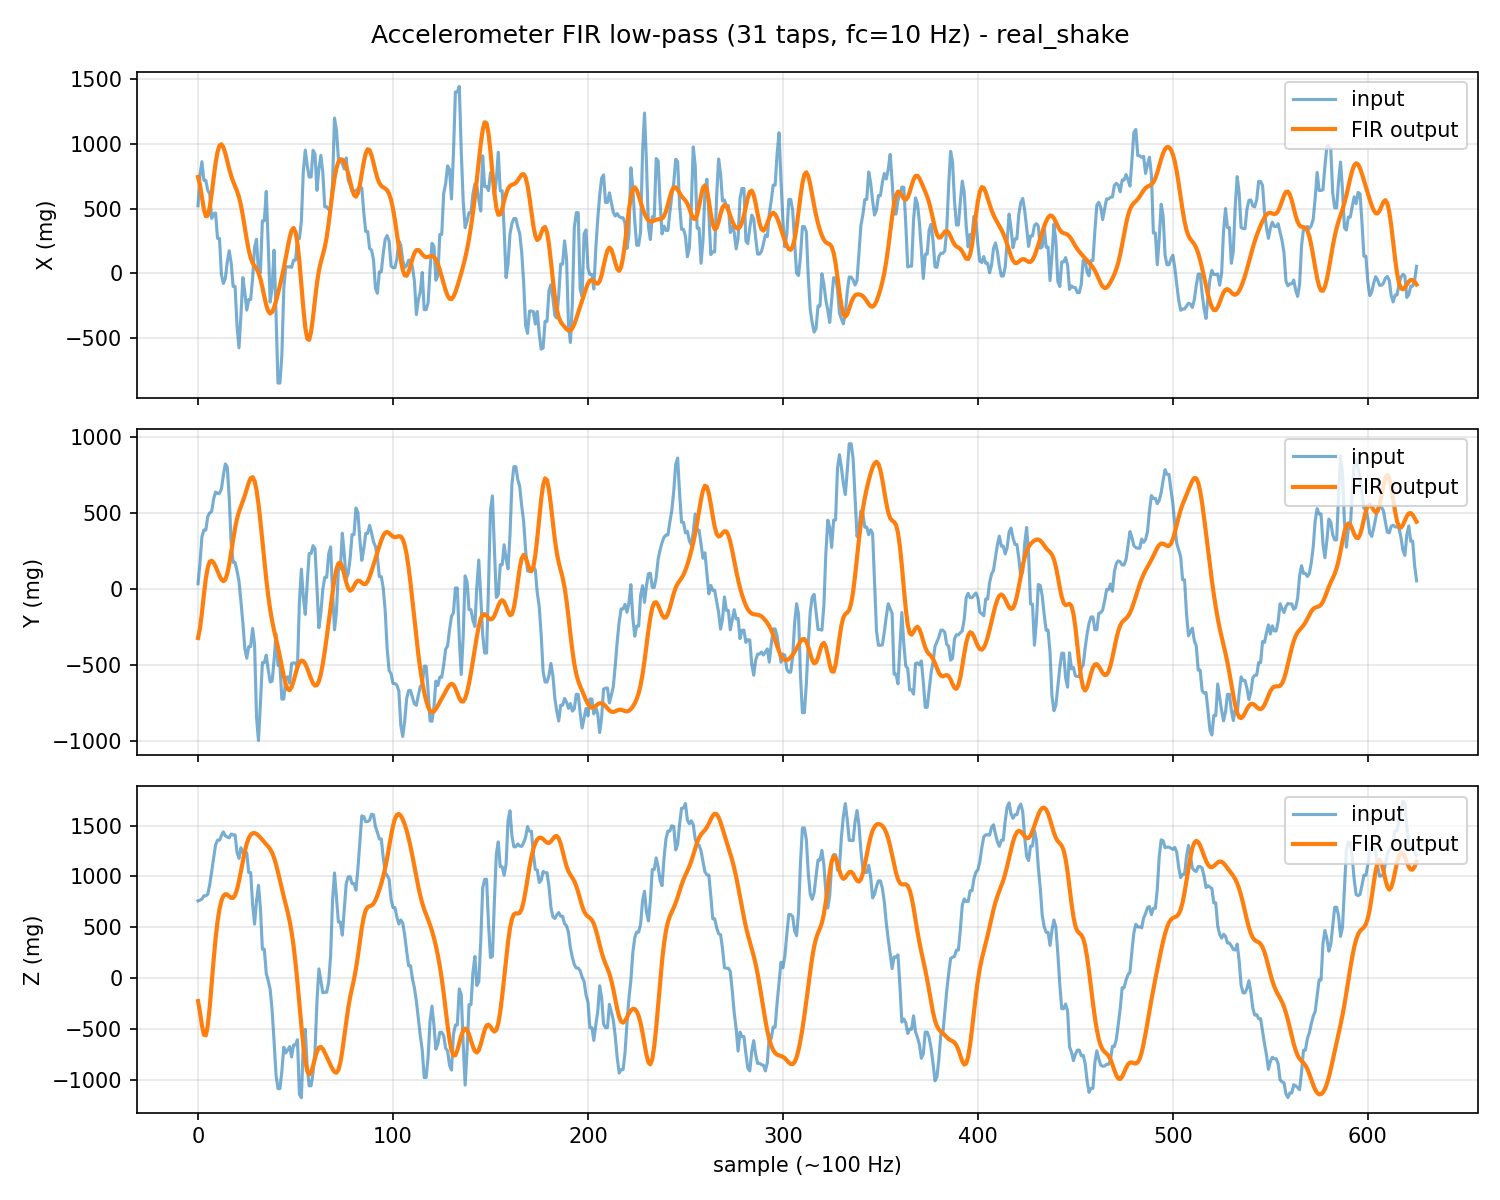 Accelerometer FIR low-pass (31 taps, fc=10 Hz) - real_shake
1500
1000
500
0
−500
X (mg)
input
FIR output
1000
500
0
−500
−1000
Y (mg)
input
FIR output
1500
1000
500
0
−500
−1000
Z (mg)
input
FIR output
0 100 200 300 400 500 600
sample (~100 Hz)